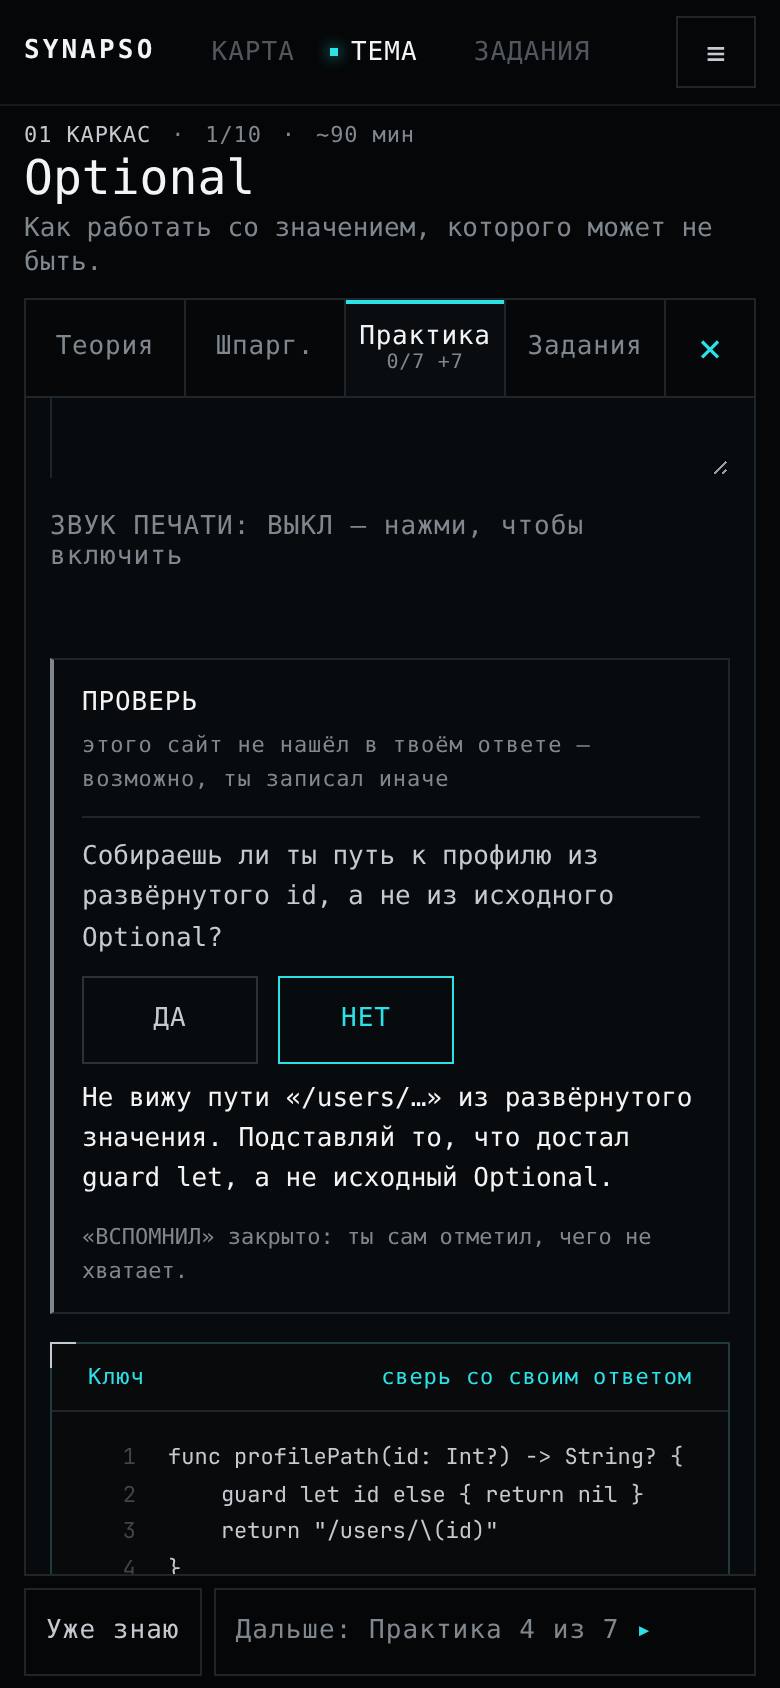 SYNAPSO КАРТА ТЕМА ЗАДАНИЯ ≡
01 КАРКАС · 1/10 · ~90 мин
Optional
Как работать со значением, которого может не
быть.
Теория Шпарг. Практика Задания ×
0/7 +7
ЗВУК ПЕЧАТИ: ВЫКЛ — нажми, чтобы
включить
ПРОВЕРЬ
этого сайт не нашёл в твоём ответе —
возможно, ты записал иначе
Собираешь ли ты путь к профилю из
развёрнутого id, а не из исходного
Optional?
ДА НЕТ
Не вижу пути «/users/…» из развёрнутого
значения. Подставляй то, что достал
guard let, а не исходный Optional.
«ВСПОМНИЛ» закрыто: ты сам отметил, чего не
хватает.
Ключ сверь со своим ответом
1 func profilePath(id: Int?) -> String? {
2 guard let id else { return nil }
3 return "/users/\(id)"
4 }
Уже знаю Дальше: Практика 4 из 7 ▸